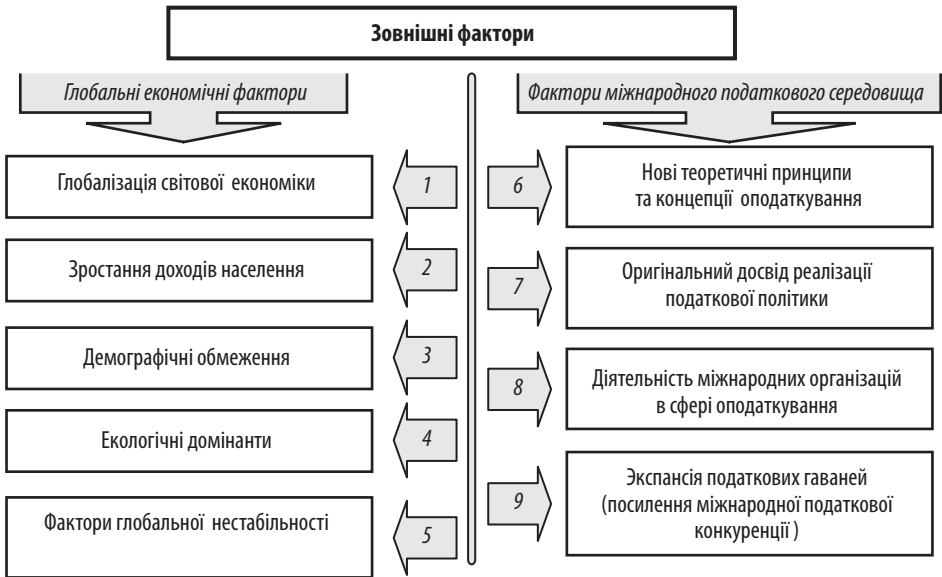 Зовнішні фактори
Глобальні економічні фактори
Глобалізація світової економіки
1
Зростання доходів населення
2
Демографічні обмеження
3
Екологічні домінанти
4
Фактори глобальної нестабільності
5
Фактори міжнародного податкового середовища
6
Нові теоретичні принципи
та концепції оподаткування
7
Оригінальний досвід реалізації
податкової політики
8
Діяльність міжнародних організацій
в сфері оподаткування
9
Экспансія податкових гаваней
(посилення міжнародної податкової
конкуренції )